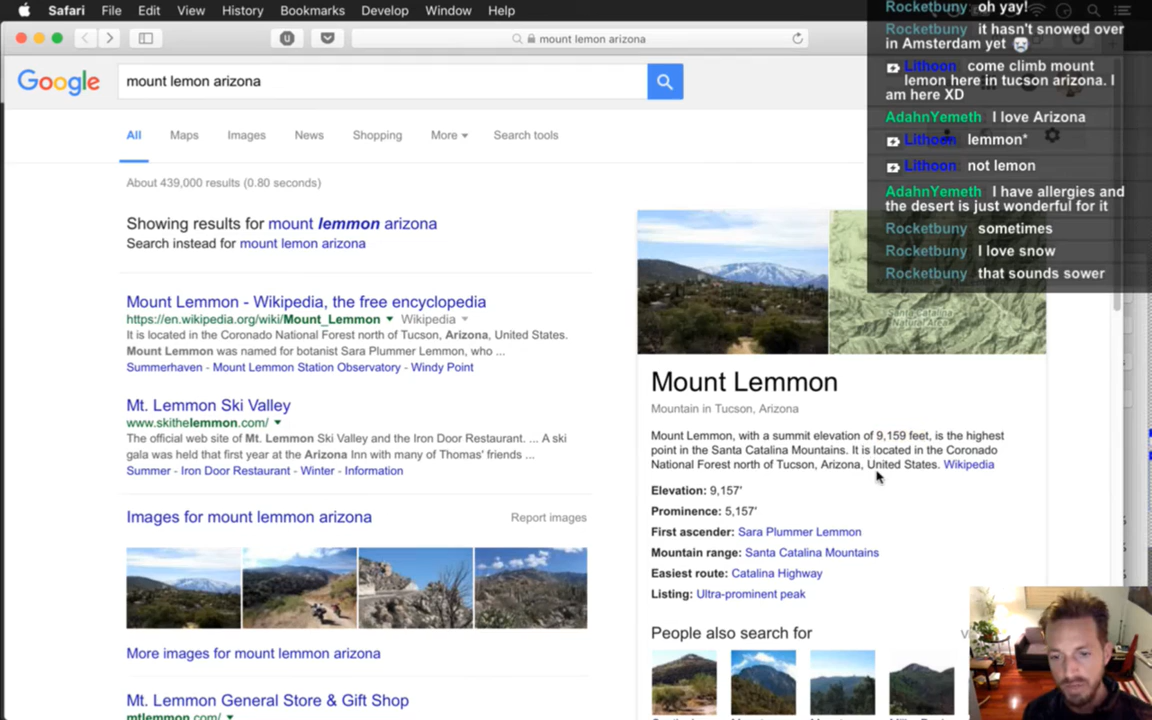 Safari File Edit View History Bookmarks Develop Window Help
mount lemon arizona
Google
mount lemon arizona
All Maps Images News Shopping More Search tools
About 439,000 results (0.80 seconds)
Showing results for mount lemmon arizona
Search instead for mount lemon arizona
Mount Lemmon - Wikipedia, the free encyclopedia
https://en.wikipedia.org/wiki/Mount_Lemmon Wikipedia
It is located in the Coronado National Forest north of Tucson, Arizona, United States.
Mount Lemmon was named for botanist Sara Plummer Lemmon, who ...
Summerhaven - Mount Lemmon Station Observatory - Windy Point
Mt. Lemmon Ski Valley
www.skithelemmon.com/
The official web site of Mt. Lemmon Ski Valley and the Iron Door Restaurant. ... A ski
gala was held that first year at the Arizona Inn with many of Thomas' friends ...
Summer - Iron Door Restaurant - Winter - Information
Images for mount lemmon arizona Report images
More images for mount lemmon arizona
Mt. Lemmon General Store & Gift Shop
mtlemmon.com/
Santa Catalina
Natural Area
Mount Lemmon
Mountain in Tucson, Arizona
Mount Lemmon, with a summit elevation of 9,159 feet, is the highest
point in the Santa Catalina Mountains. It is located in the Coronado
National Forest north of Tucson, Arizona, United States. Wikipedia
Elevation: 9,157'
Prominence: 5,157'
First ascender: Sara Plummer Lemmon
Mountain range: Santa Catalina Mountains
Easiest route: Catalina Highway
Listing: Ultra-prominent peak
People also search for
Rocketbuny oh yay!
Rocketbuny it hasn't snowed over
in Amsterdam yet
Lithoon come climb mount
lemon here in tucson arizona. I
am here XD
AdahnYemeth I love Arizona
Lithoon lemmon*
Lithoon not lemon
AdahnYemeth I have allergies and
the desert is just wonderful for it
Rocketbuny sometimes
Rocketbuny I love snow
Rocketbuny that sounds sower